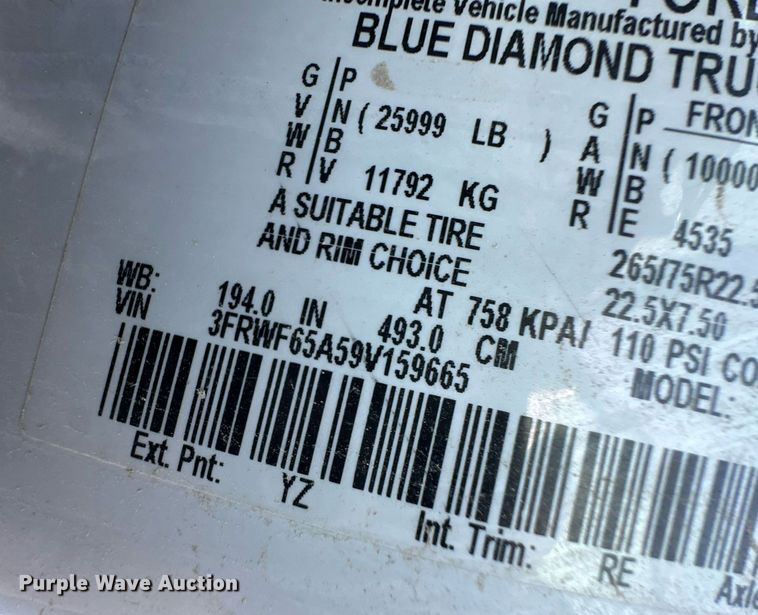 Incomplete Vehicle Manufactured by
BLUE DIAMOND
G P
V N ( 25999 LB )
W B
R V 11792 KG
A SUITABLE TIRE
AND RIM CHOICE
G P FRON
A N ( 10000
W B
R E 4535
265/75R22.5
22.5X7.50
AT 758 KPA/ 110 PSI CO
MODEL:
WB: 194.0 IN 493.0 CM
VIN 3FRWF65A59V159665
Ext. Pnt: YZ
Int. Trim: RE
Axle
Purple Wave Auction